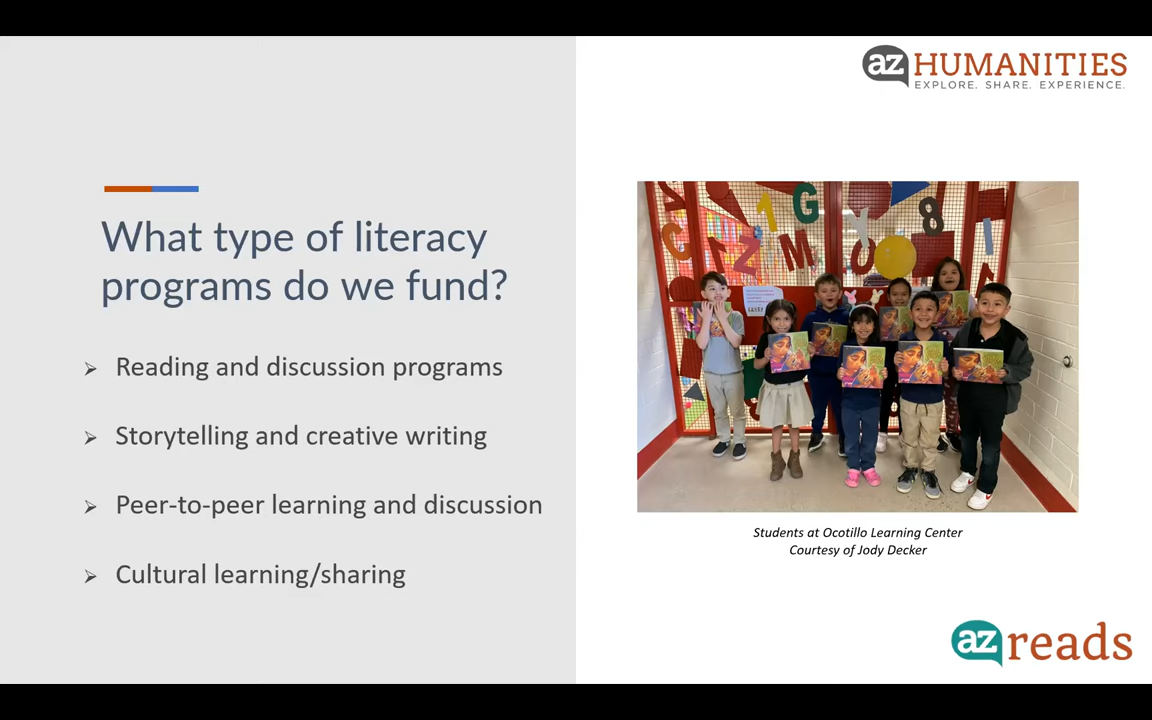 az HUMANITIES
EXPLORE. SHARE. EXPERIENCE.
What type of literacy
programs do we fund?
Reading and discussion programs
Storytelling and creative writing
Peer-to-peer learning and discussion
Cultural learning/sharing
Students at Ocotillo Learning Center
Courtesy of Jody Decker
az reads